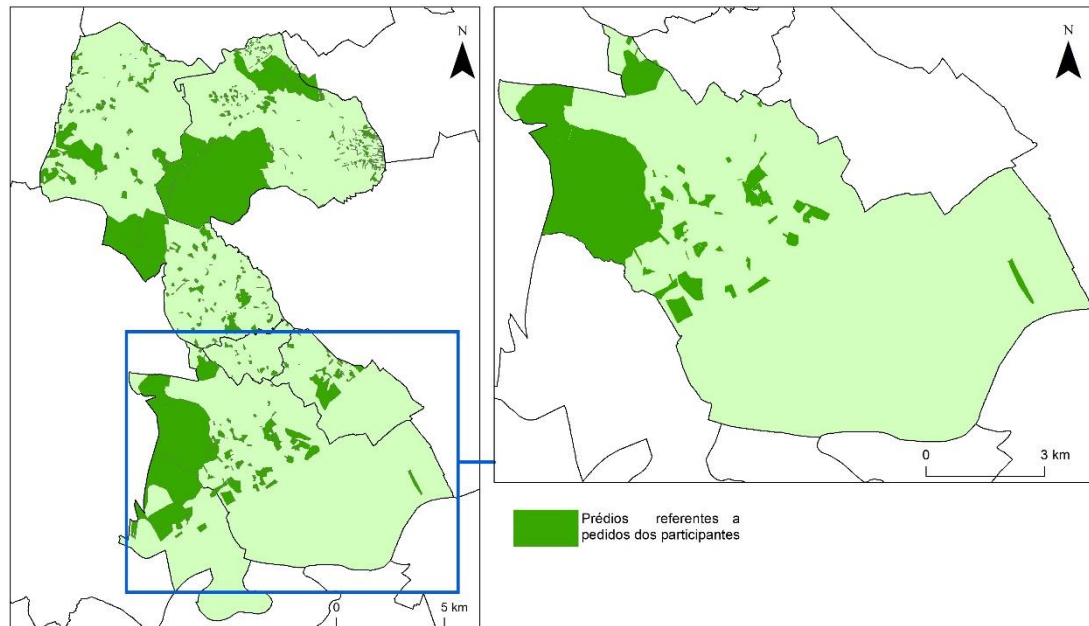 N
N
0 3 km
Prédios referentes a
pedidos dos participantes
0 5 km